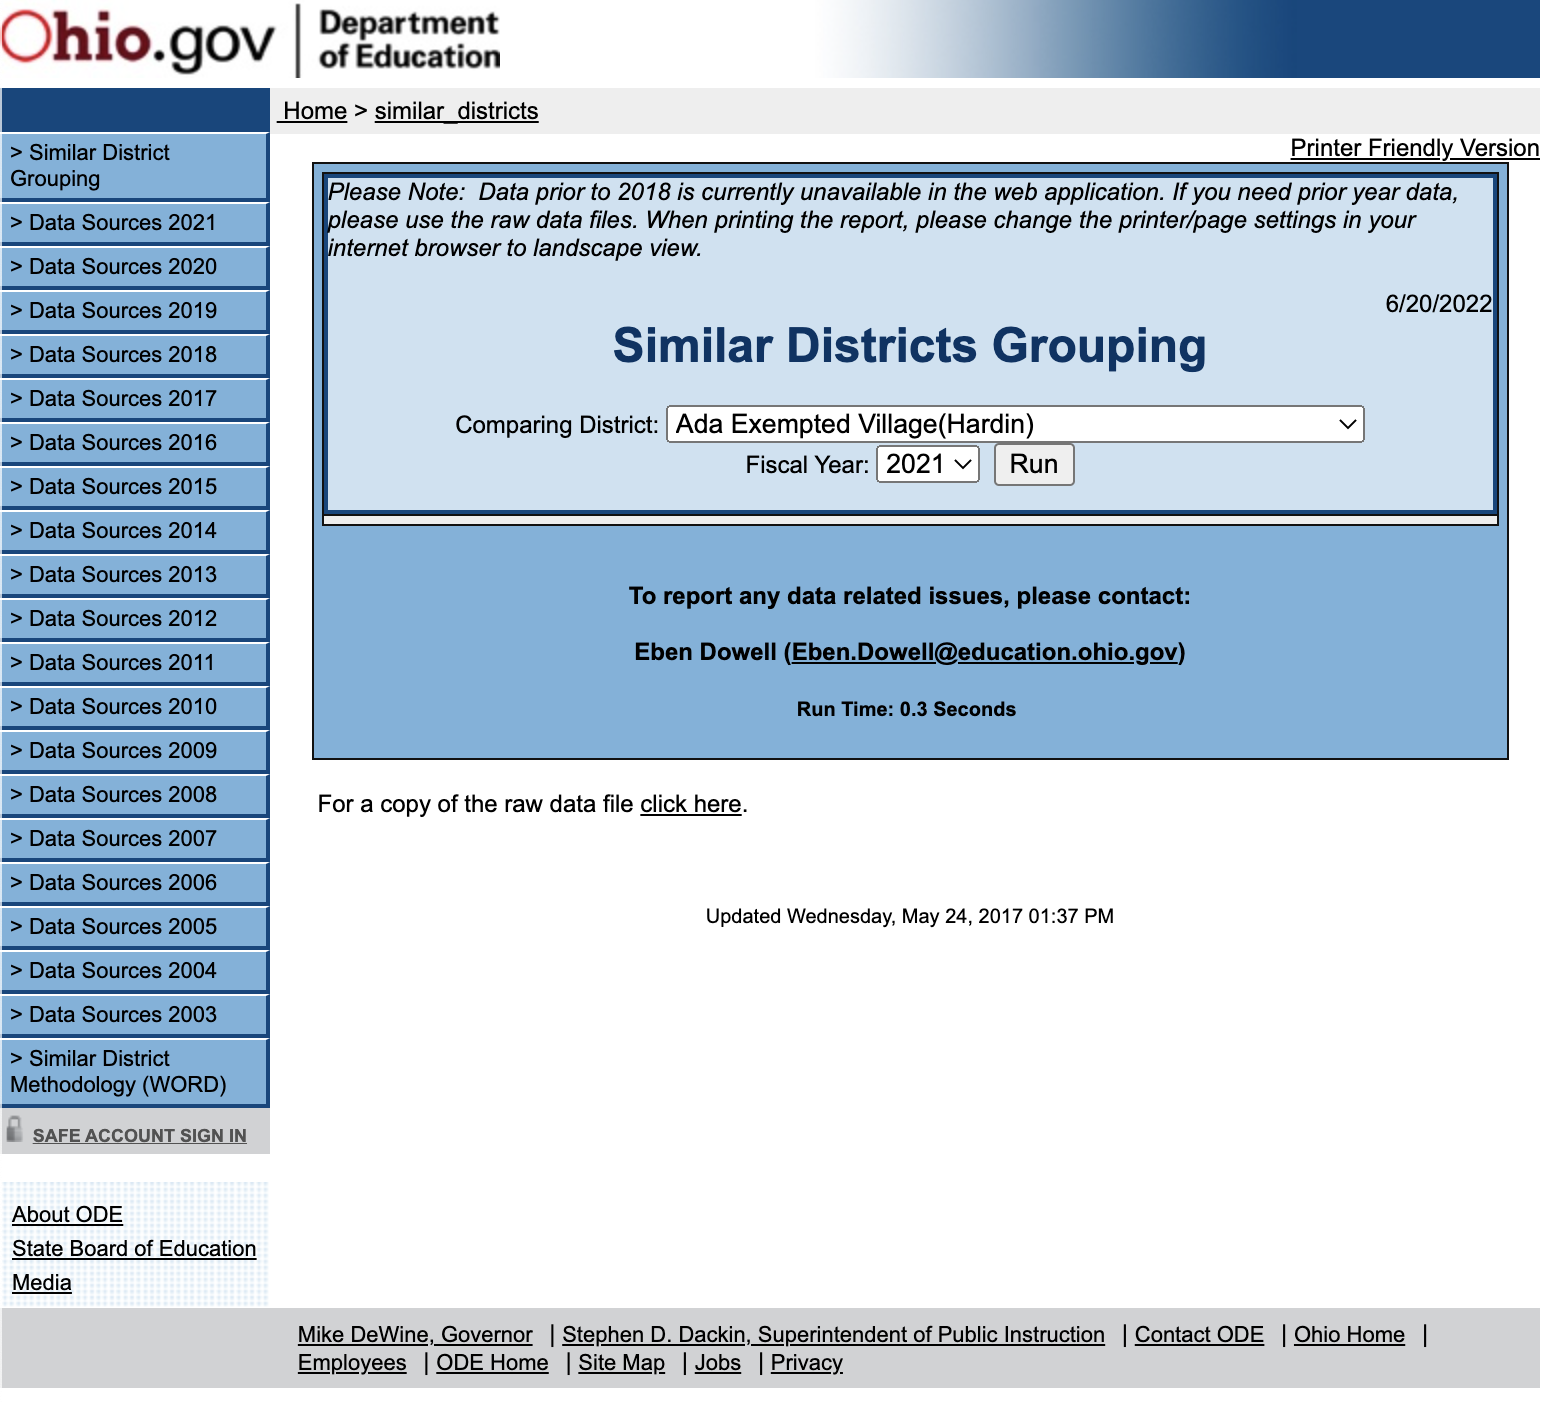 Ohio.gov
Department
of Education
Home > similar_districts
Printer Friendly Version
> Similar District
Grouping
> Data Sources 2021
> Data Sources 2020
> Data Sources 2019
> Data Sources 2018
> Data Sources 2017
> Data Sources 2016
> Data Sources 2015
> Data Sources 2014
> Data Sources 2013
> Data Sources 2012
> Data Sources 2011
> Data Sources 2010
> Data Sources 2009
> Data Sources 2008
> Data Sources 2007
> Data Sources 2006
> Data Sources 2005
> Data Sources 2004
> Data Sources 2003
> Similar District
Methodology (WORD)
SAFE ACCOUNT SIGN IN
About ODE
State Board of Education
Media
Please Note:  Data prior to 2018 is currently unavailable in the web application. If you need prior year data,
please use the raw data files. When printing the report, please change the printer/page settings in your
internet browser to landscape view.
6/20/2022
Similar Districts Grouping
Comparing District: Ada Exempted Village(Hardin)
Fiscal Year: 2021 Run
To report any data related issues, please contact:
Eben Dowell (Eben.Dowell@education.ohio.gov)
Run Time: 0.3 Seconds
For a copy of the raw data file click here.
Updated Wednesday, May 24, 2017 01:37 PM
Mike DeWine, Governor | Stephen D. Dackin, Superintendent of Public Instruction | Contact ODE | Ohio Home |
Employees | ODE Home | Site Map | Jobs | Privacy